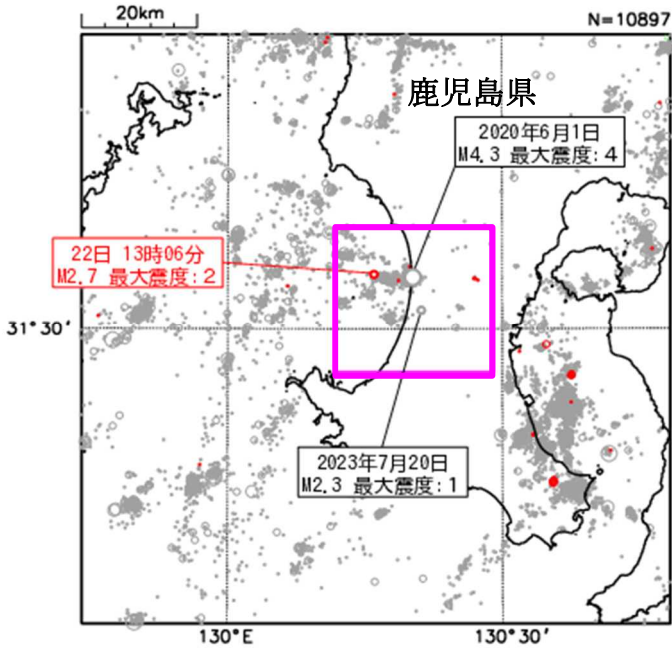 20km
N=10897
鹿児島県
2020年6月1日
M4.3 最大震度:4
22日 13時06分
M2.7 最大震度:2
31°30'
2023年7月20日
M2.3 最大震度:1
130°E
130°30'